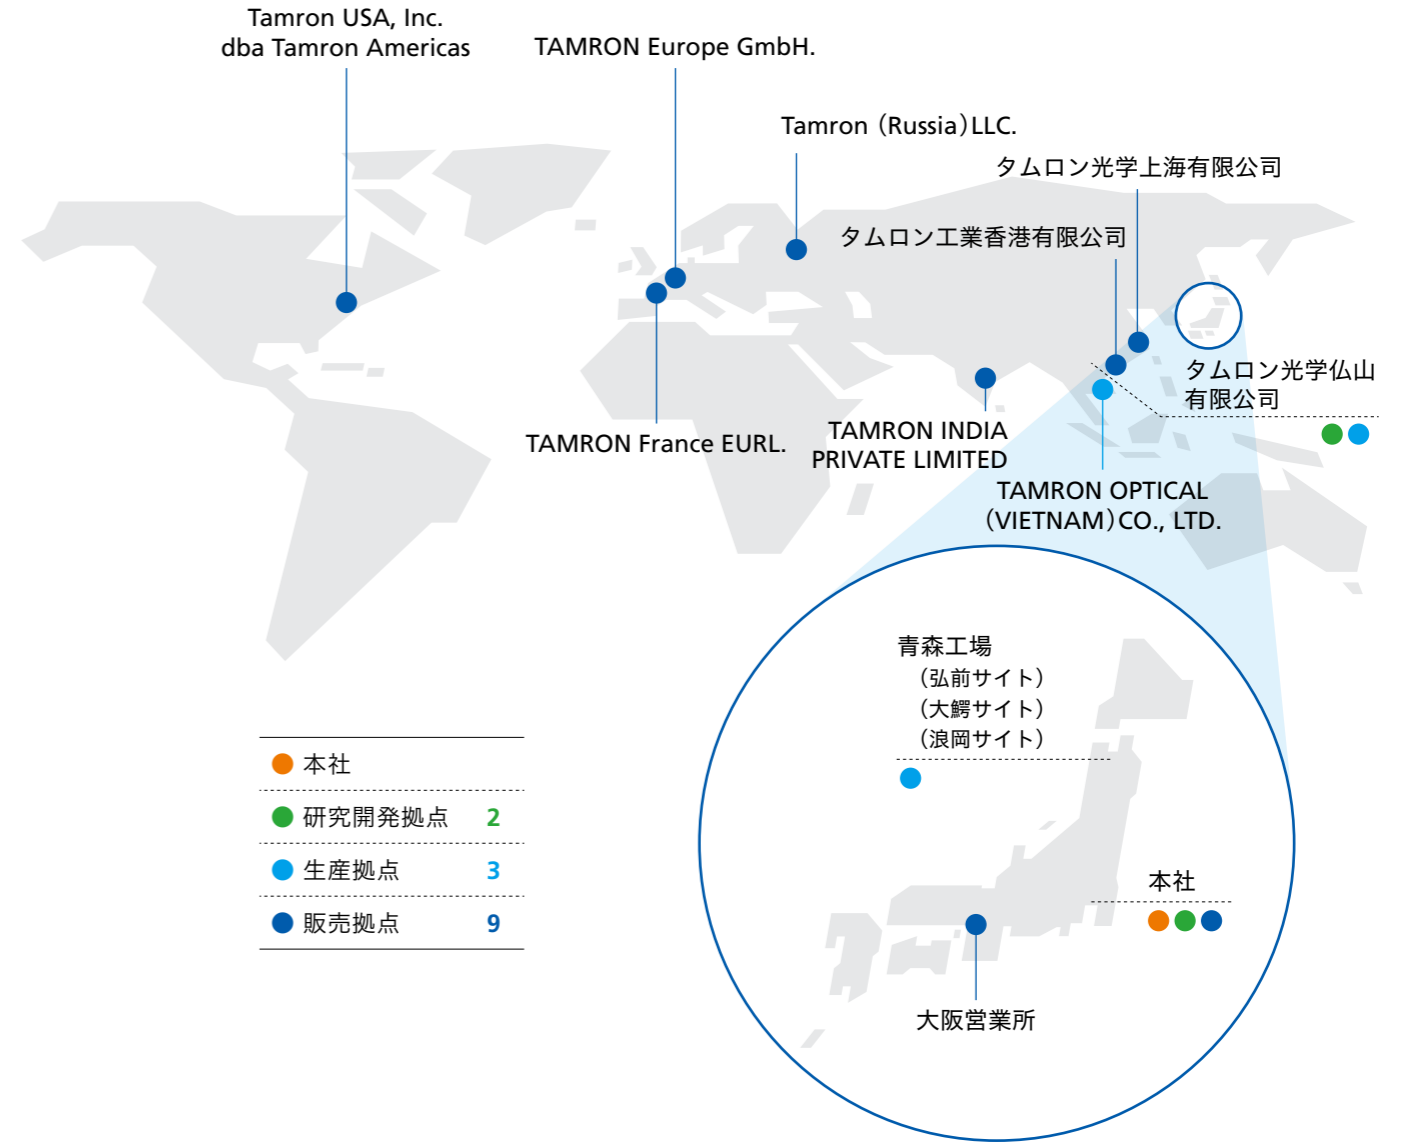 Tamron USA, Inc.
dba Tamron Americas
TAMRON Europe GmbH.
Tamron（Russia）LLC.
タムロン光学上海有限公司
タムロン工業香港有限公司
タムロン光学仏山
有限公司
TAMRON France EURL.
TAMRON INDIA
PRIVATE LIMITED
TAMRON OPTICAL
（VIETNAM）CO., LTD.
青森工場
（弘前サイト）
（大鰐サイト）
（浪岡サイト）
本社
大阪営業所
本社
研究開発拠点 2
生産拠点 3
販売拠点 9